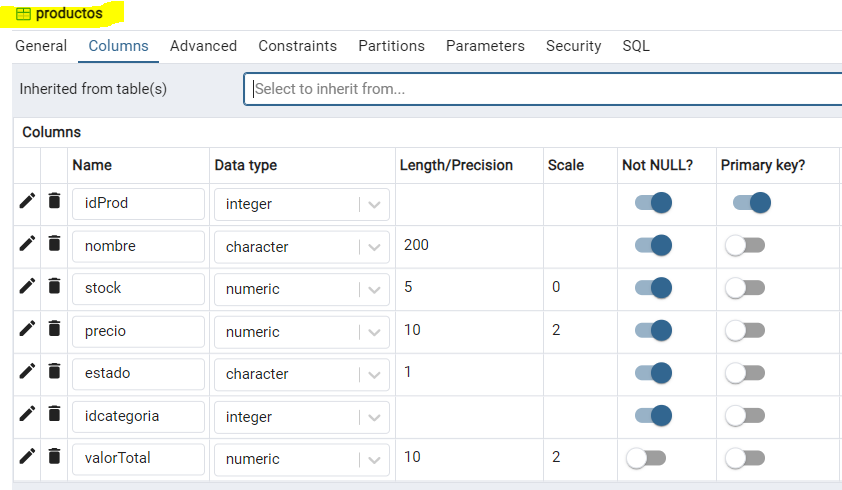 productos
General Columns Advanced Constraints Partitions Parameters Security SQL
Inherited from table(s) Select to inherit from...
Columns
Name Data type Length/Precision Scale Not NULL? Primary key?
idProd integer
nombre character 200
stock numeric 5 0
precio numeric 10 2
estado character 1
idcategoria integer
valorTotal numeric 10 2